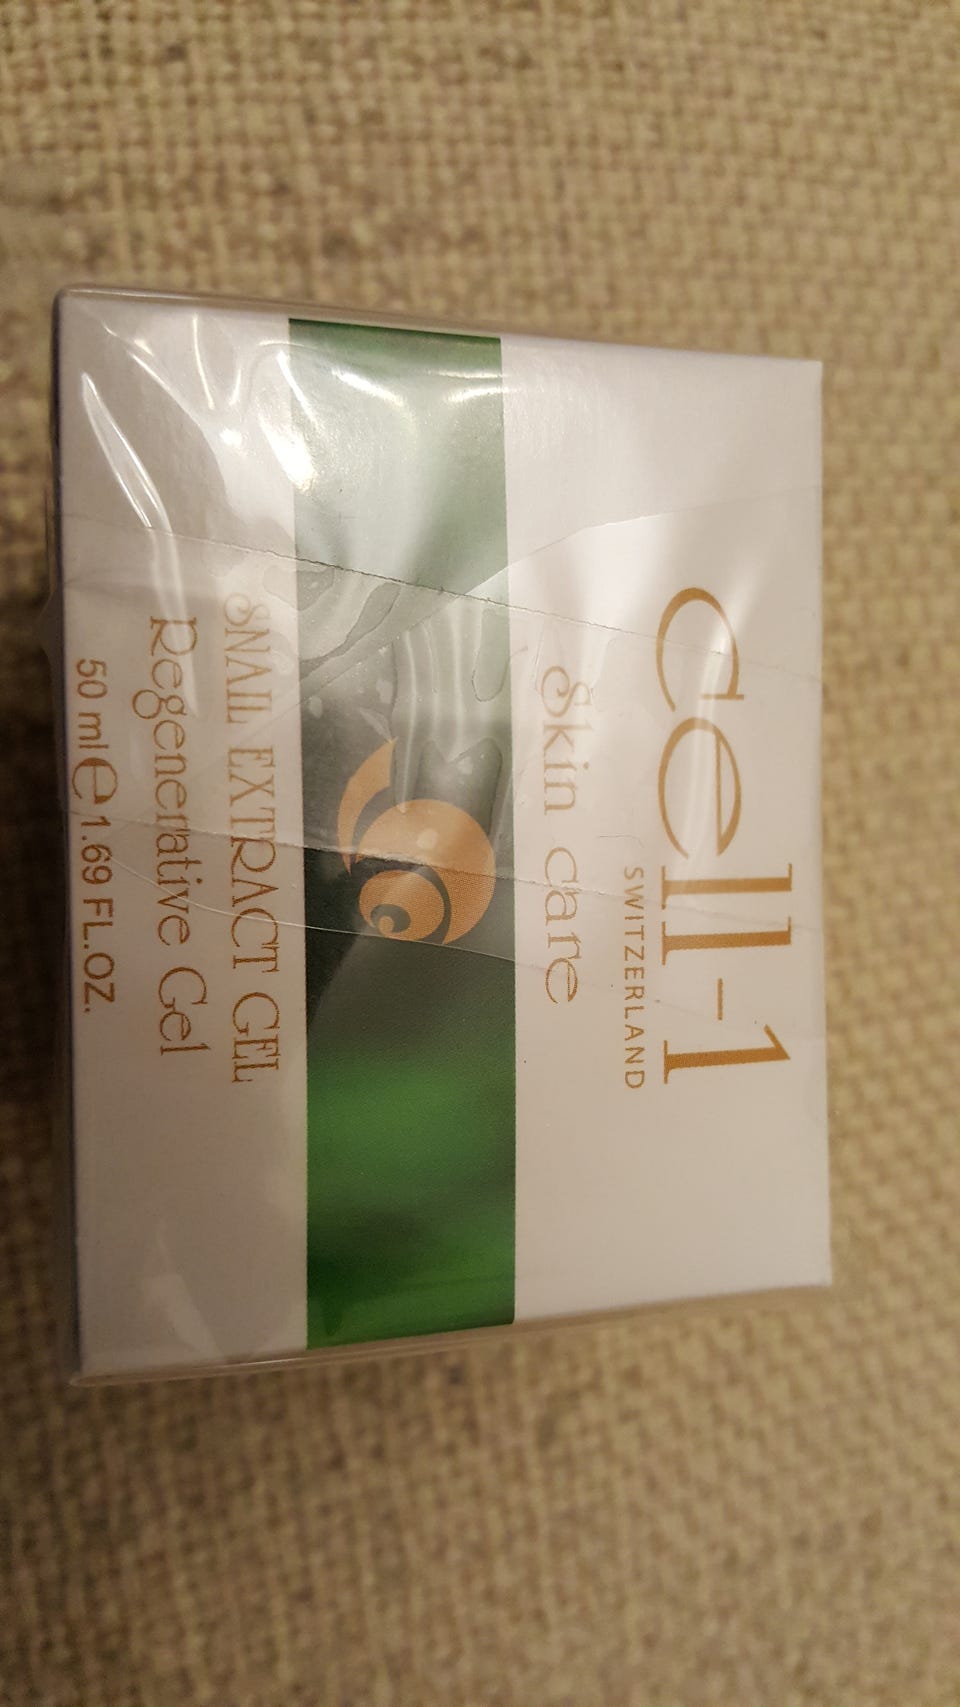 cell-1
SWITZERLAND
Skin care
SNAIL EXTRACT GEL
Regenerative Gel
50 ml e 1.69 FL.OZ.